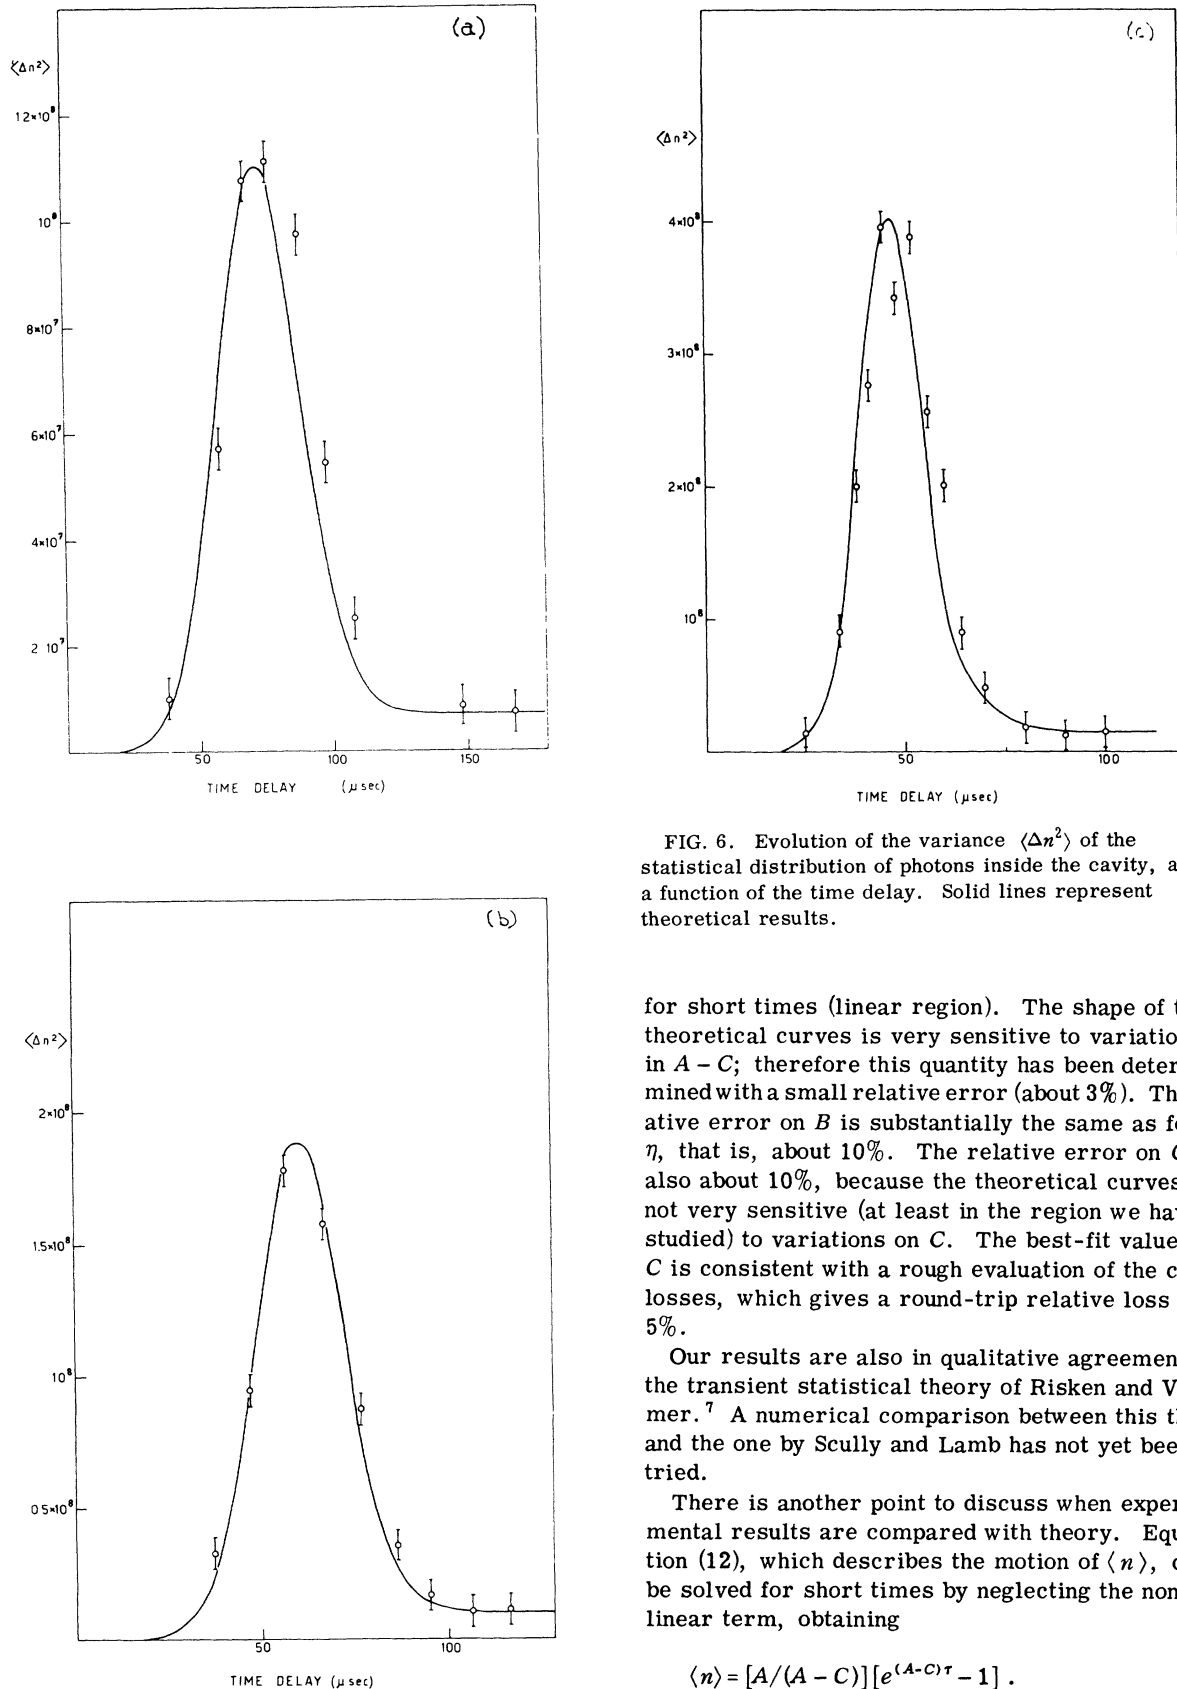 (a)
⟨Δn²⟩
12×10⁸
10⁸
8×10⁷
6×10⁷
4×10⁷
2 10⁷
50 100 150
TIME DELAY (μsec)
(b)
⟨Δn²⟩
2×10⁸
1.5×10⁸
10⁸
0.5×10⁸
50 100
TIME DELAY (μsec)
(c)
⟨Δn²⟩
4×10⁸
3×10⁸
2×10⁸
10⁸
50 100
TIME DELAY (μsec)
FIG. 6. Evolution of the variance ⟨Δn²⟩ of the
statistical distribution of photons inside the cavity, a
a function of the time delay. Solid lines represent
theoretical results.
for short times (linear region). The shape of t
theoretical curves is very sensitive to variatio
in A – C; therefore this quantity has been deter
mined with a small relative error (about 3%). Th
ative error on B is substantially the same as f
η, that is, about 10%. The relative error on
also about 10%, because the theoretical curves
not very sensitive (at least in the region we hav
studied) to variations on C. The best-fit value
C is consistent with a rough evaluation of the c
losses, which gives a round-trip relative loss
5%.
Our results are also in qualitative agreemen
the transient statistical theory of Risken and V
mer.⁷ A numerical comparison between this t
and the one by Scully and Lamb has not yet bee
tried.
There is another point to discuss when exper
mental results are compared with theory. Equ
tion (12), which describes the motion of ⟨n⟩, c
be solved for short times by neglecting the non
linear term, obtaining
⟨n⟩ = [A/(A – C)][e^(A–C)τ – 1] .